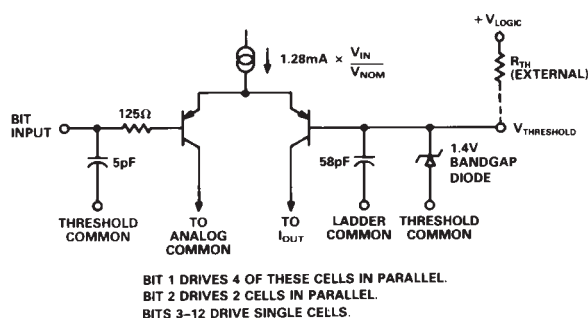 + VLOGIC
1.28mA × VIN
VNOM
RTH
(EXTERNAL)
BIT
INPUT
125Ω
VTHRESHOLD
5pF
58pF
1.4V
BANDGAP
DIODE
THRESHOLD
COMMON
TO
ANALOG
COMMON
TO
IOUT
LADDER
COMMON
THRESHOLD
COMMON
BIT 1 DRIVES 4 OF THESE CELLS IN PARALLEL.
BIT 2 DRIVES 2 CELLS IN PARALLEL.
BITS 3–12 DRIVE SINGLE CELLS.